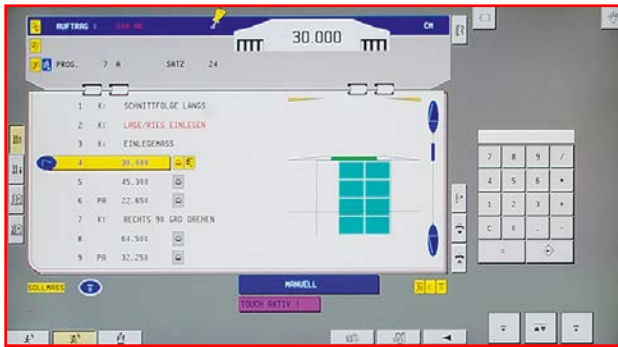 AUFTRAG :
CM
30.000
PROG. 7 A SATZ 24
1 K: SCHNITTFOLGE LANGS
2 K: LAGE/RIES EINLEGEN
3 K: EINLEGEMASS
4 30.000
5 45.300
6 PA 22.650
7 K: RECHTS 90 GRD DREHEN
8 64.500
9 PA 32.250
7 8 9 /
4 5 6 *
1 2 3 +
C 0 . -
=
SOLLMASS
MANUELL
TOUCH AKTIV !